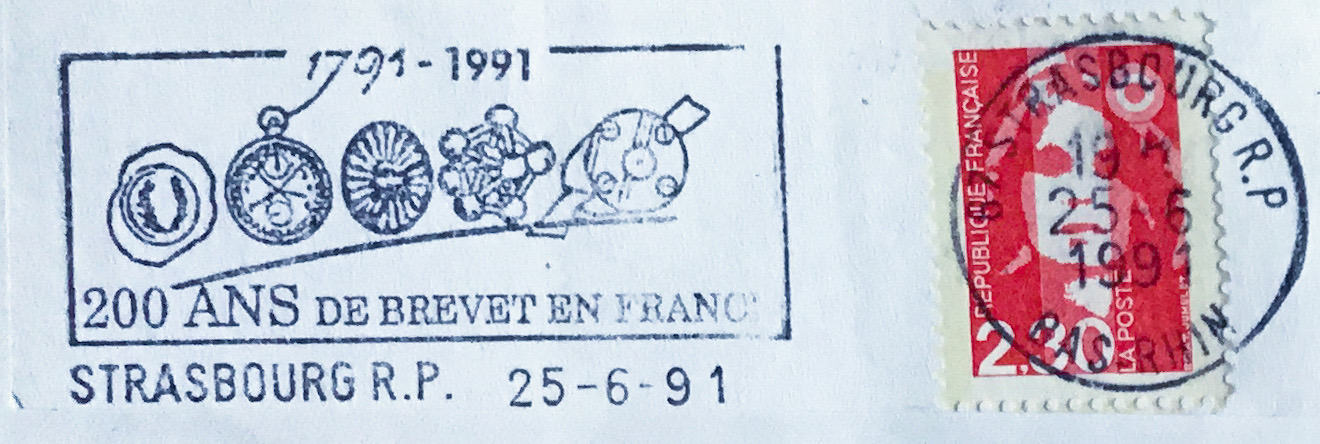 1791-1991
200 ANS DE BREVET EN FRANC
STRASBOURG R.P. 25-6-91
RÉPUBLIQUE FRANÇAISE
2,30
LA POSTE
STRASBOURG R.P
25 6
1991
BAS RHIN